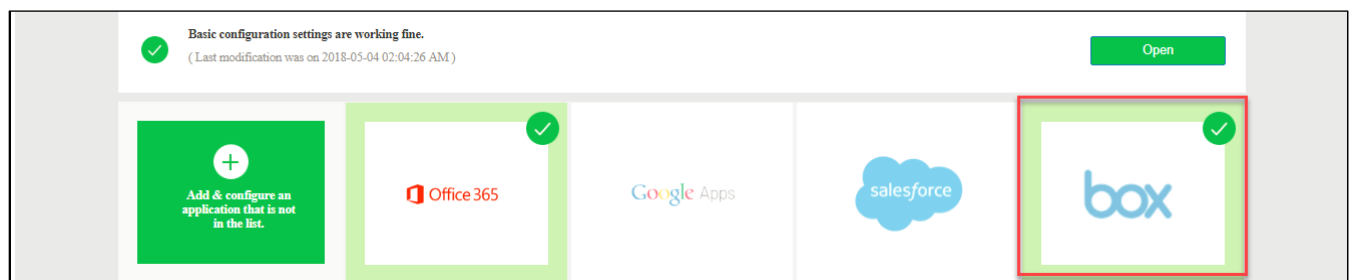 Basic configuration settings are working fine.
( Last modification was on 2018-05-04 02:04:26 AM )
Open
Add & configure an
application that is not
in the list.
Office 365
Google Apps
salesforce
box